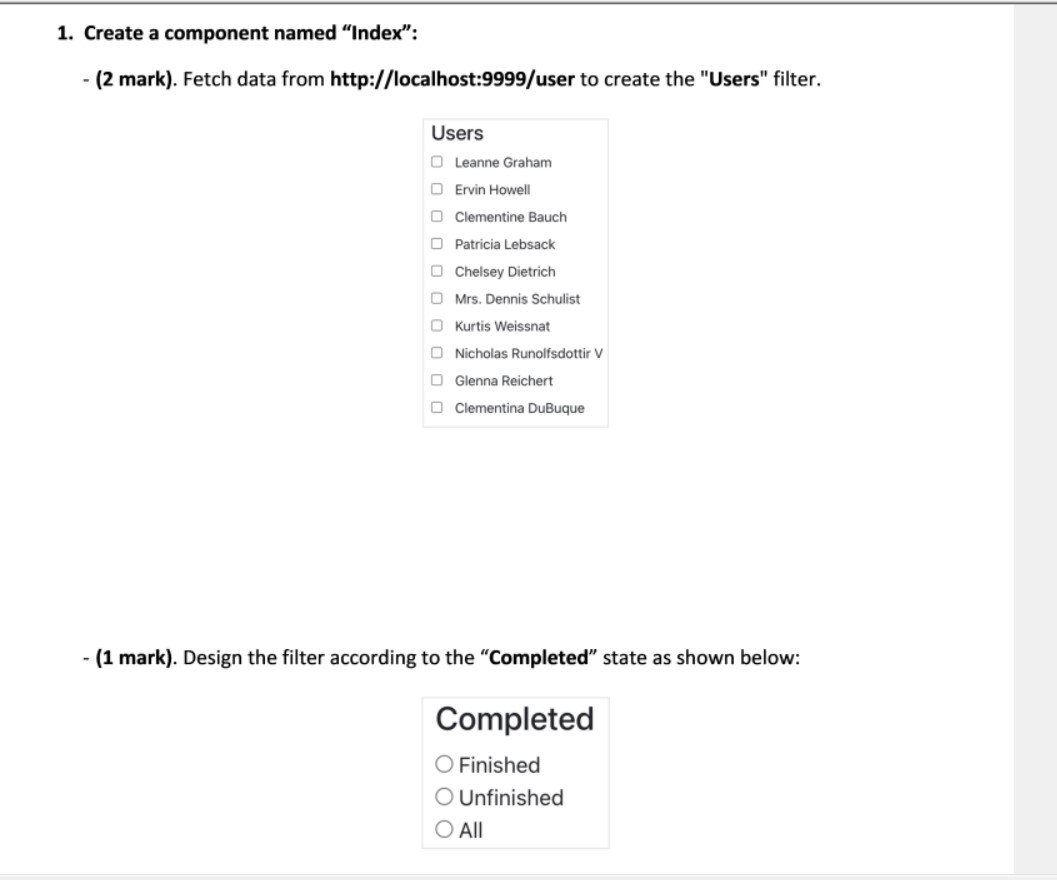 1. Create a component named “Index”:
- (2 mark). Fetch data from http://localhost:9999/user to create the "Users" filter.
Users
Leanne Graham
Ervin Howell
Clementine Bauch
Patricia Lebsack
Chelsey Dietrich
Mrs. Dennis Schulist
Kurtis Weissnat
Nicholas Runolfsdottir V
Glenna Reichert
Clementina DuBuque
- (1 mark). Design the filter according to the “Completed” state as shown below:
Completed
Finished
Unfinished
All